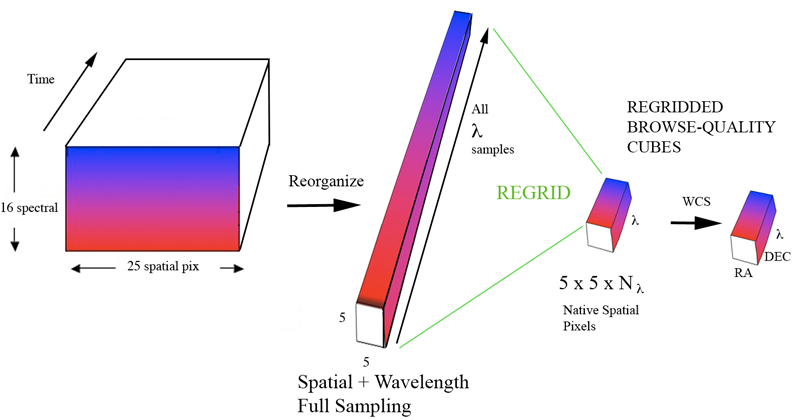 Time
16 spectral
25 spatial pix
Reorganize
All
λ
samples
5
5
Spatial + Wavelength
Full Sampling
REGRID
λ
5 x 5 x Nλ
Native Spatial
Pixels
REGRIDDED
BROWSE-QUALITY
CUBES
WCS
λ
DEC
RA